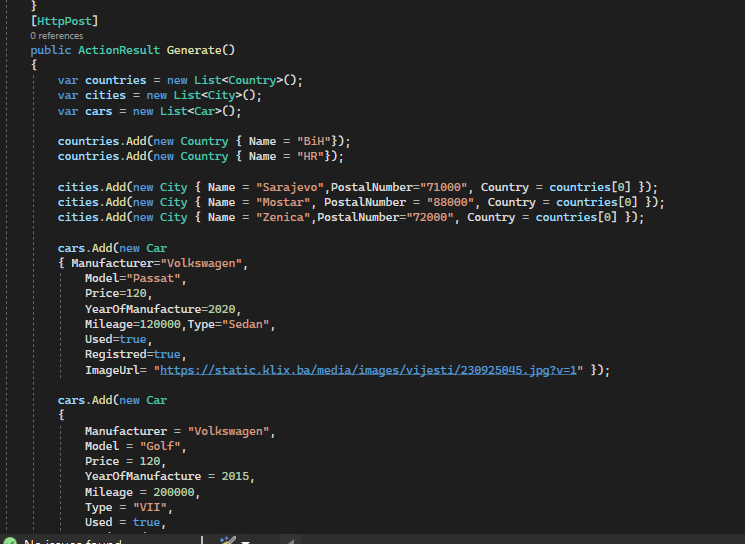 }
[HttpPost]
0 references
public ActionResult Generate()
{
var countries = new List<Country>();
var cities = new List<City>();
var cars = new List<Car>();
countries.Add(new Country { Name = "BiH"});
countries.Add(new Country { Name = "HR"});
cities.Add(new City { Name = "Sarajevo",PostalNumber="71000", Country = countries[0] });
cities.Add(new City { Name = "Mostar", PostalNumber = "88000", Country = countries[0] });
cities.Add(new City { Name = "Zenica",PostalNumber="72000", Country = countries[0] });
cars.Add(new Car
{ Manufacturer="Volkswagen",
Model="Passat",
Price=120,
YearOfManufacture=2020,
Mileage=120000,Type="Sedan",
Used=true,
Registred=true,
ImageUrl= "https://static.klix.ba/media/images/vijesti/230925045.jpg?v=1" });
cars.Add(new Car
{
Manufacturer = "Volkswagen",
Model = "Golf",
Price = 120,
YearOfManufacture = 2015,
Mileage = 200000,
Type = "VII",
Used = true,
No issues found